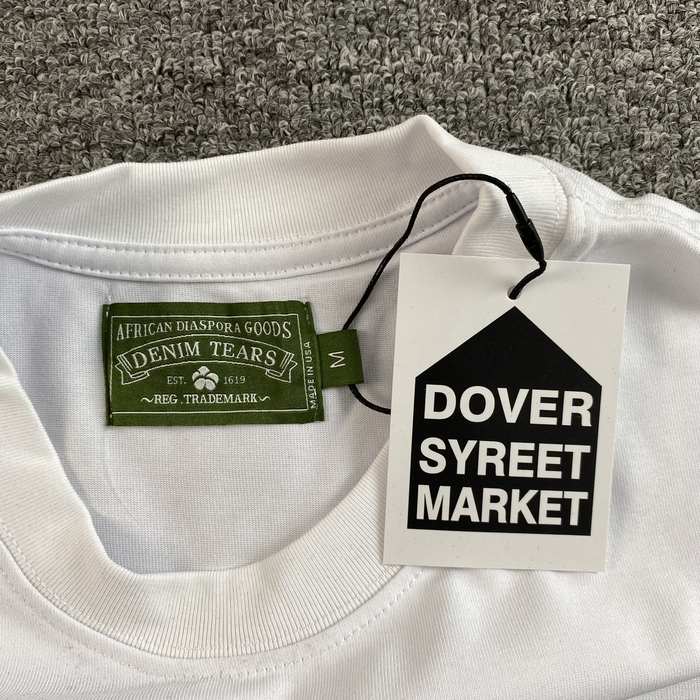 AFRICAN DIASPORA GOODS
DENIM TEARS
EST. 1619
~REG.TRADEMARK~
MADE IN USA
M
DOVER
SYREET
MARKET